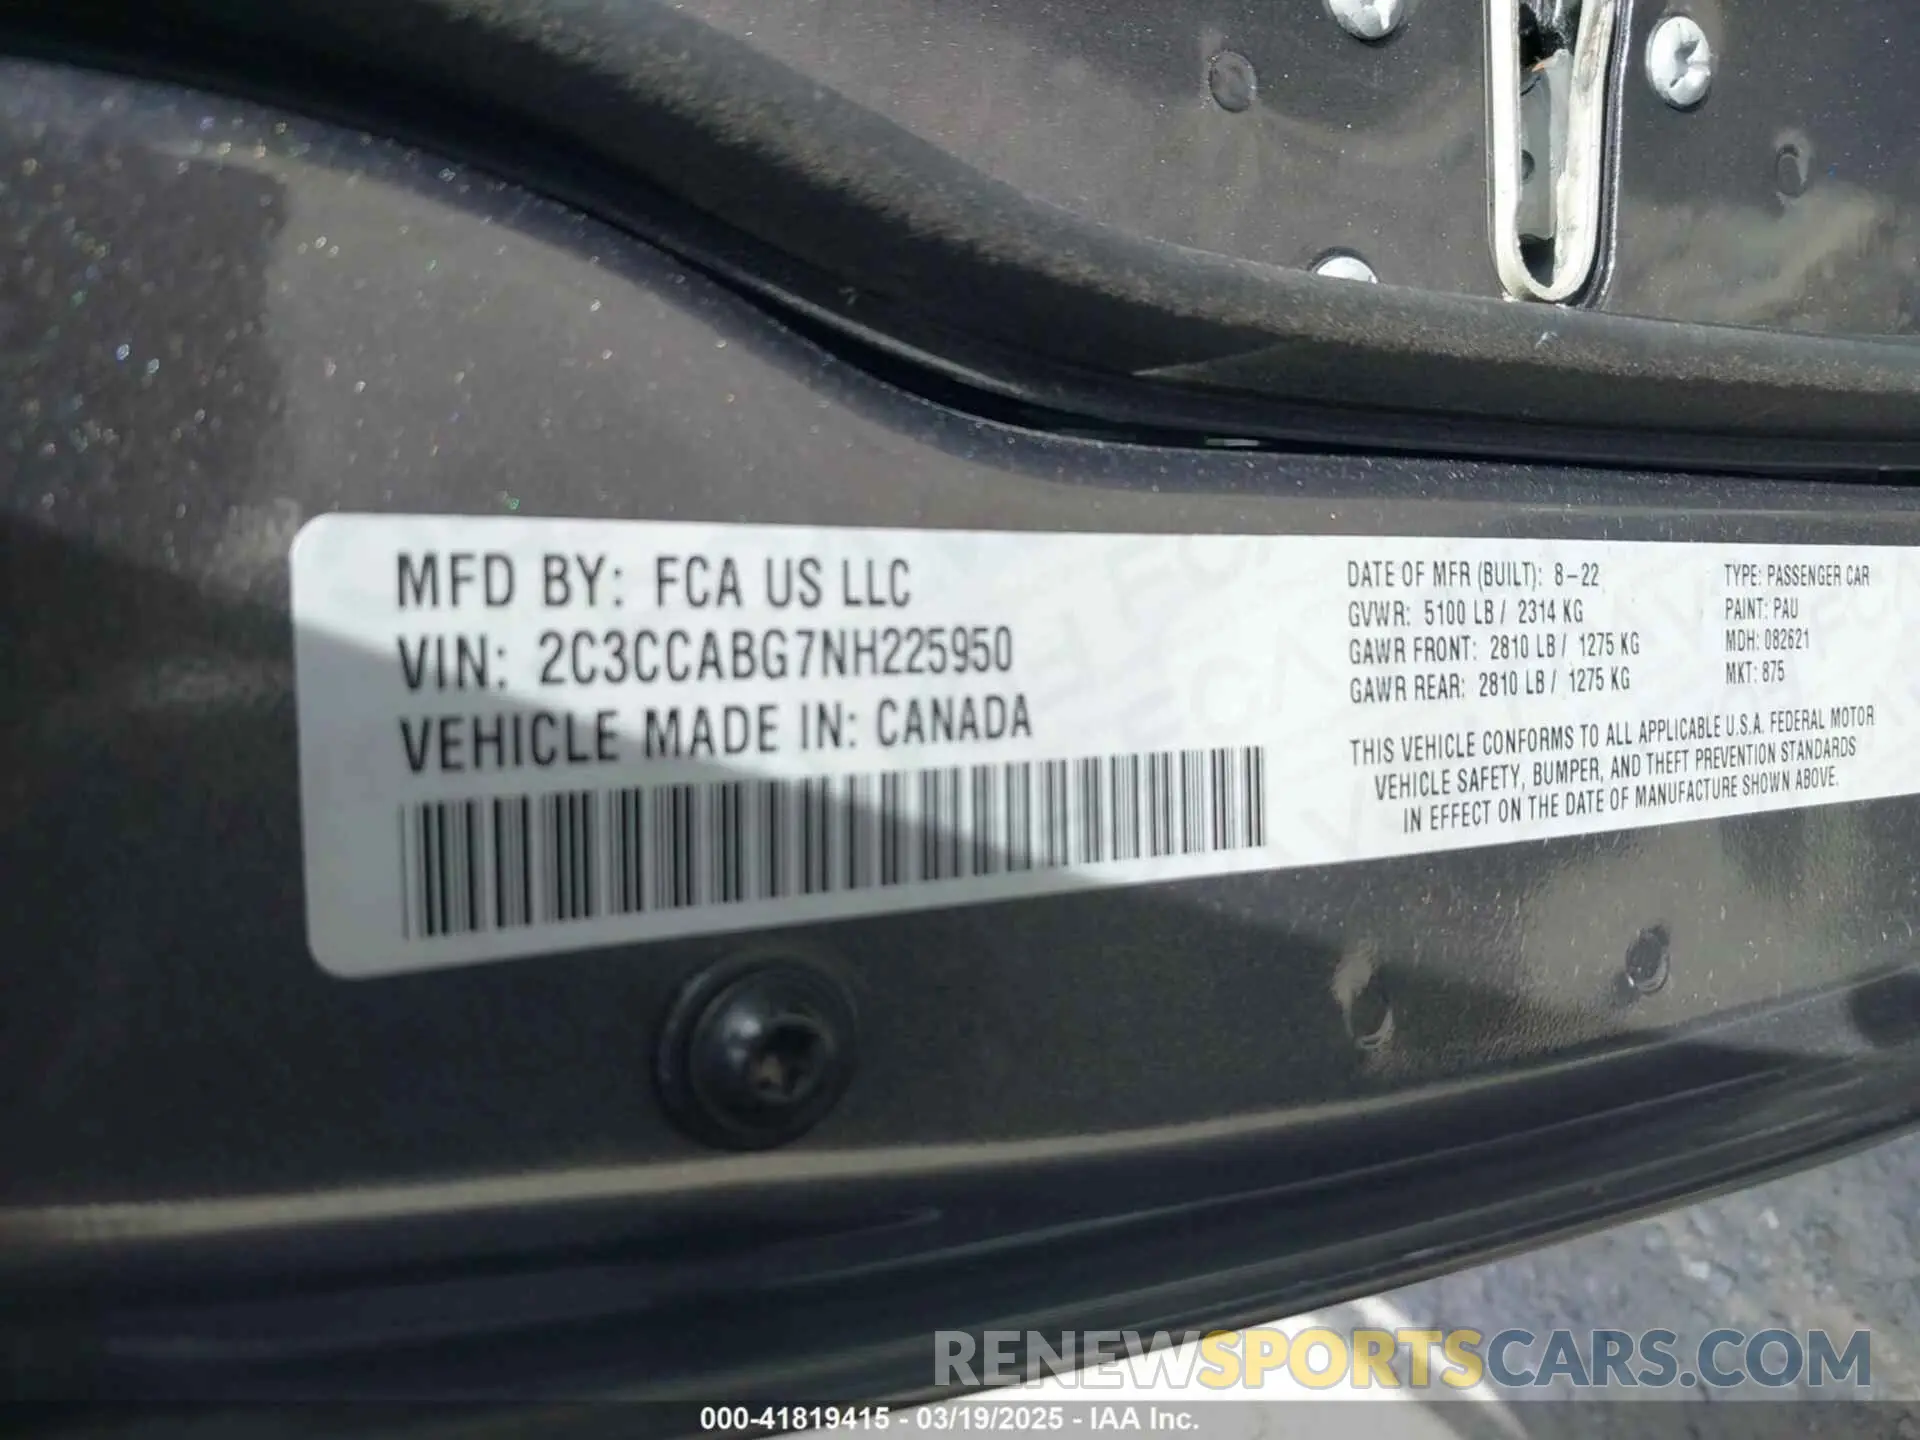 MFD BY: FCA US LLC
VIN: 2C3CCABG7NH225950
VEHICLE MADE IN: CANADA
DATE OF MFR (BUILT): 8-22
GVWR: 5100 LB / 2314 KG
GAWR FRONT: 2810 LB / 1275 KG
GAWR REAR: 2810 LB / 1275 KG
TYPE: PASSENGER CAR
PAINT: PAU
MDH: 082621
MKT: 875
THIS VEHICLE CONFORMS TO ALL APPLICABLE U.S.A. FEDERAL MOTOR
VEHICLE SAFETY, BUMPER, AND THEFT PREVENTION STANDARDS
IN EFFECT ON THE DATE OF MANUFACTURE SHOWN ABOVE.
RENEWSPORTSCARS.COM
000-41819415 - 03/19/2025 - IAA Inc.